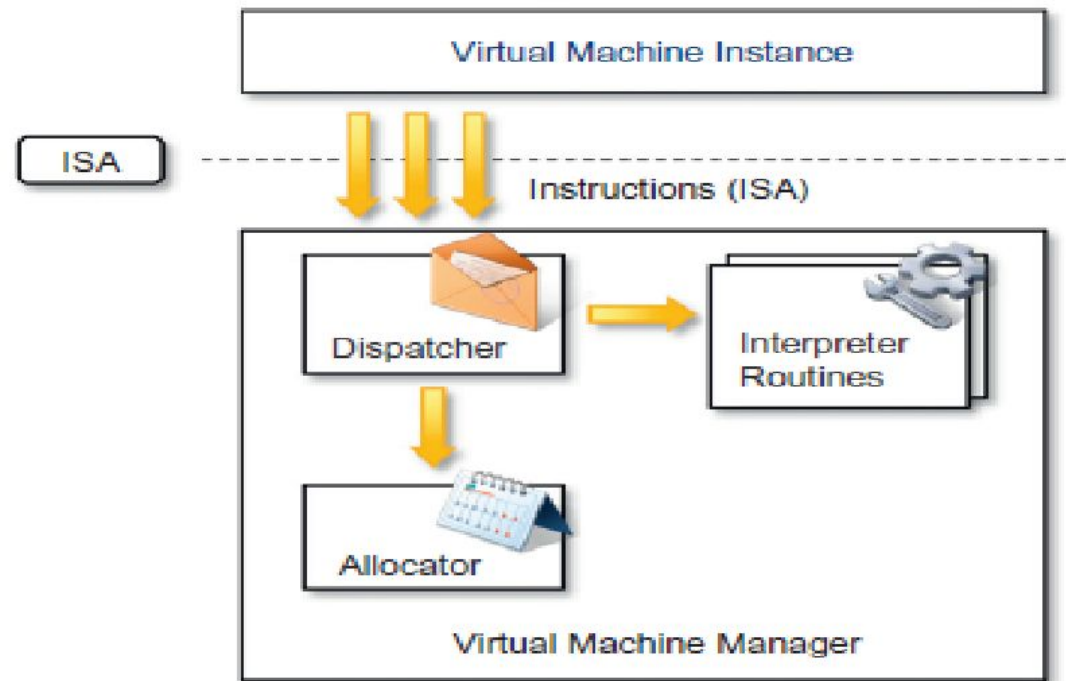 Virtual Machine Instance
ISA
Instructions (ISA)
Dispatcher
Interpreter
Routines
Allocator
Virtual Machine Manager